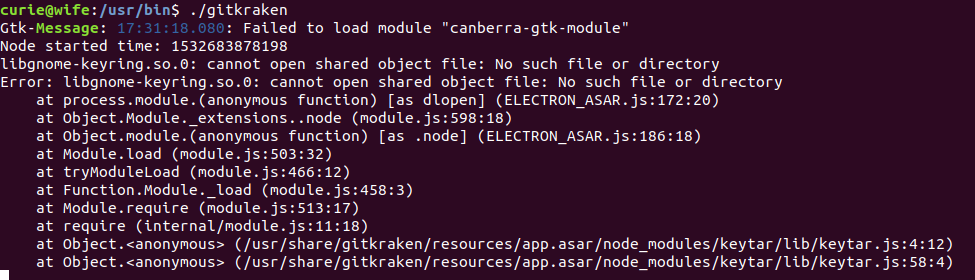 curie@wife:/usr/bin$ ./gitkraken
Gtk-Message: 17:31:18.080: Failed to load module "canberra-gtk-module"
Node started time: 1532683878198
libgnome-keyring.so.0: cannot open shared object file: No such file or directory
Error: libgnome-keyring.so.0: cannot open shared object file: No such file or directory
    at process.module.(anonymous function) [as dlopen] (ELECTRON_ASAR.js:172:20)
    at Object.Module._extensions..node (module.js:598:18)
    at Object.module.(anonymous function) [as .node] (ELECTRON_ASAR.js:186:18)
    at Module.load (module.js:503:32)
    at tryModuleLoad (module.js:466:12)
    at Function.Module._load (module.js:458:3)
    at Module.require (module.js:513:17)
    at require (internal/module.js:11:18)
    at Object.<anonymous> (/usr/share/gitkraken/resources/app.asar/node_modules/keytar/lib/keytar.js:4:12)
    at Object.<anonymous> (/usr/share/gitkraken/resources/app.asar/node_modules/keytar/lib/keytar.js:58:4)